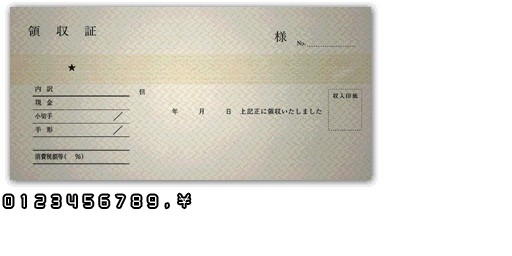 領収証
様
No.
★
内訳
現金
小切手
手形
消費税額等( %)
但
年 月 日 上記正に領収いたしました
収入印紙
0123456789,¥